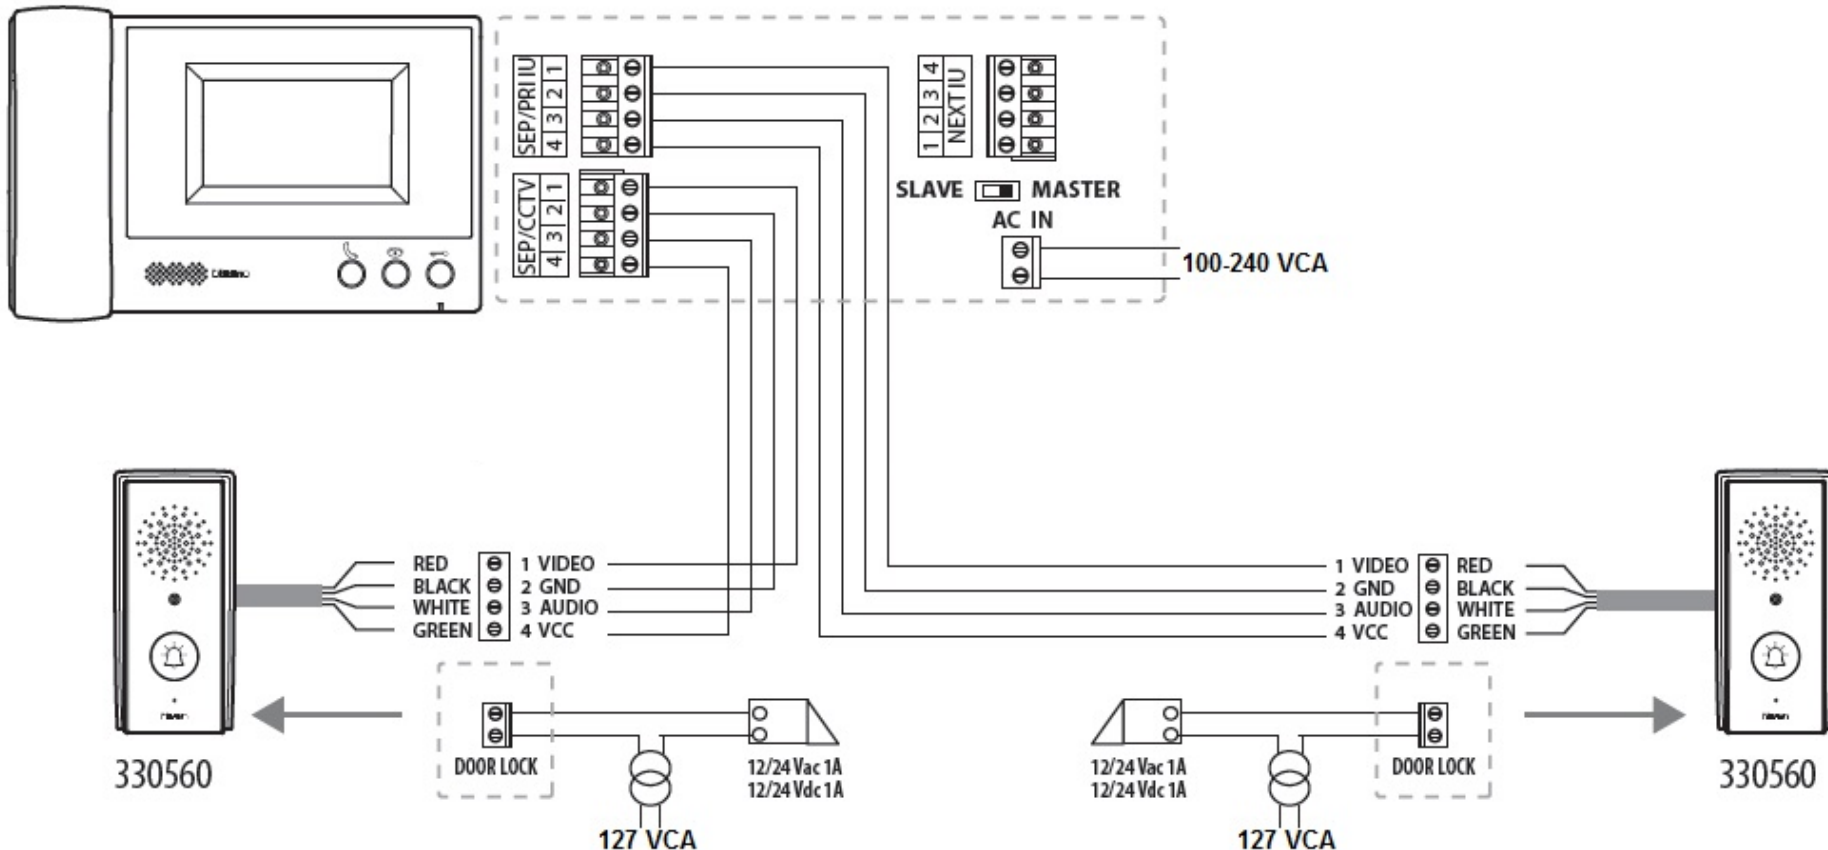 SEP/PRI IU
1
2
3
4
4
3
2
1
NEXT IU
SEP/CCTV
1
2
3
4
SLAVE MASTER
AC IN
100-240 VCA
RED 1 VIDEO
BLACK 2 GND
WHITE 3 AUDIO
GREEN 4 VCC
1 VIDEO RED
2 GND BLACK
3 AUDIO WHITE
4 VCC GREEN
330560
DOOR LOCK
12/24 Vac 1A
12/24 Vdc 1A
127 VCA
12/24 Vac 1A
12/24 Vdc 1A
127 VCA
DOOR LOCK
330560